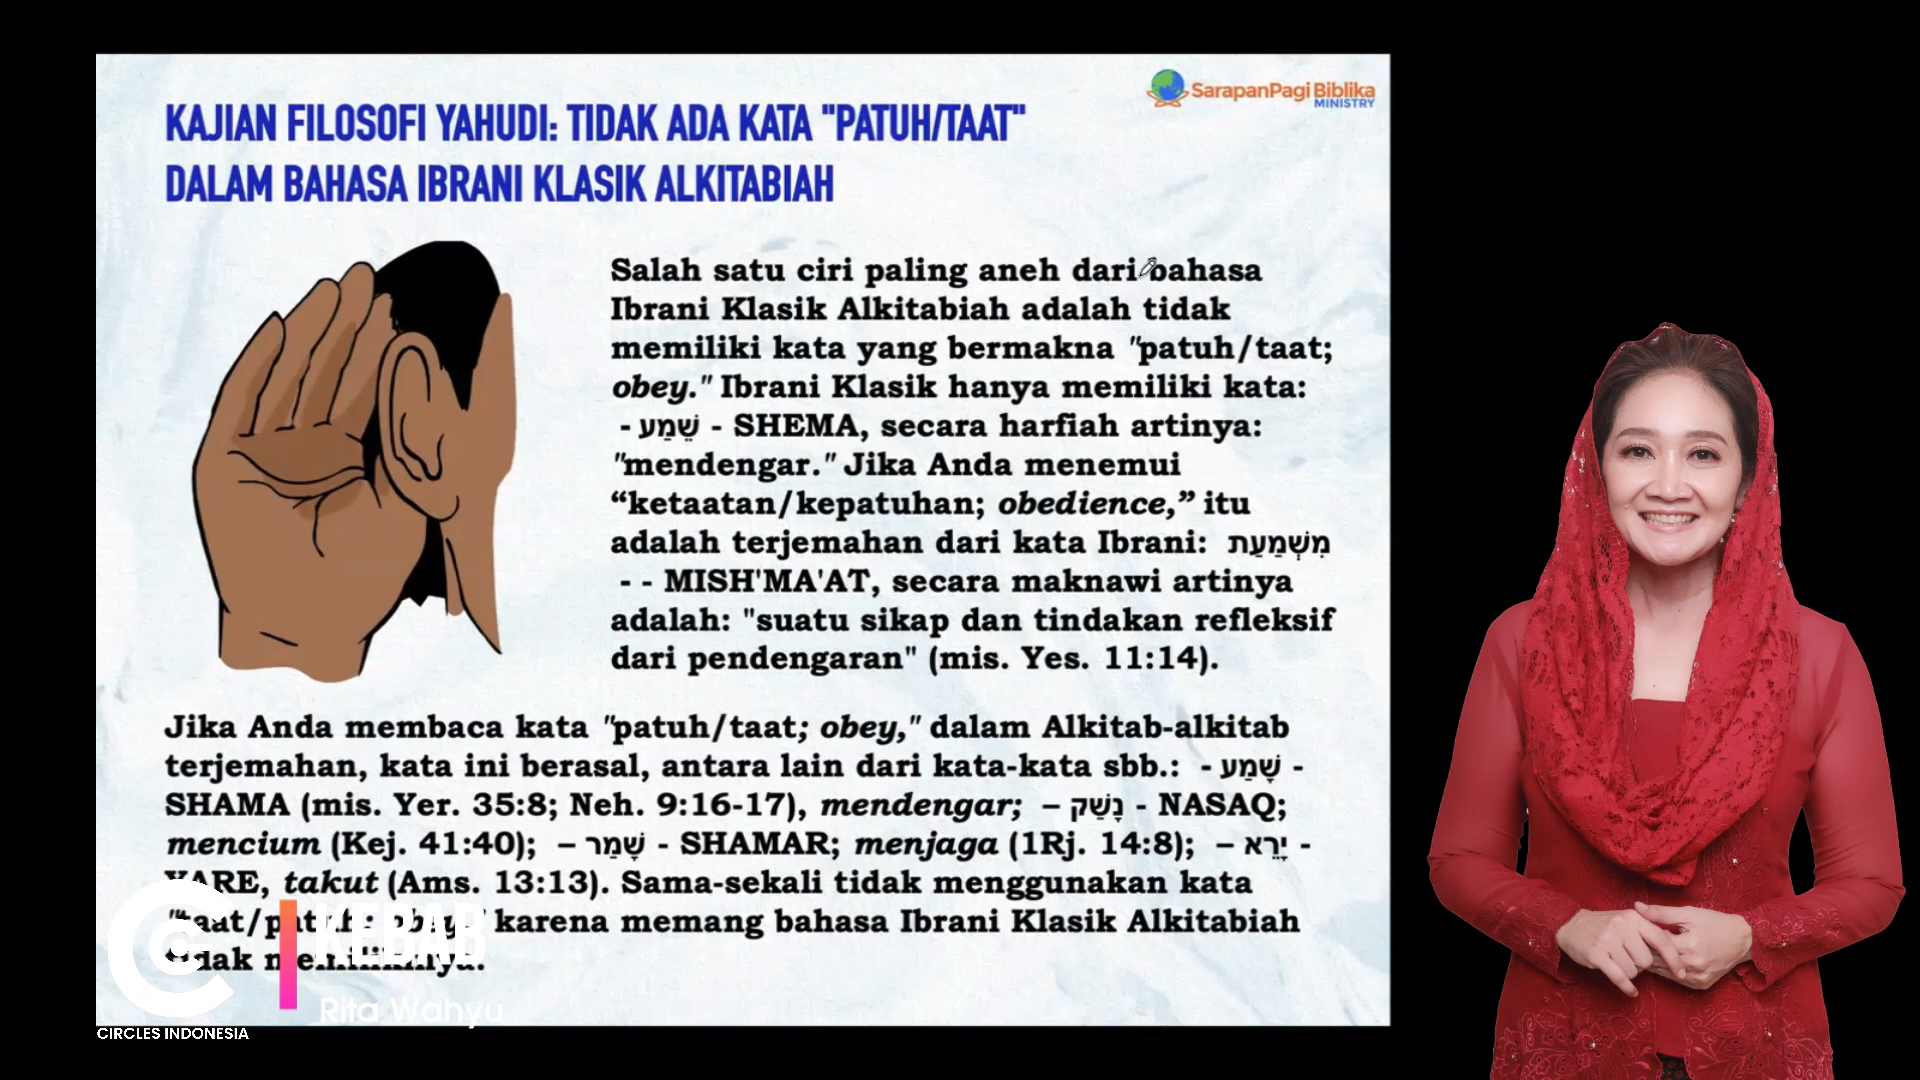 SarapanPagi Biblika
MINISTRY
KAJIAN FILOSOFI YAHUDI: TIDAK ADA KATA "PATUH/TAAT"
DALAM BAHASA IBRANI KLASIK ALKITABIAH
Salah satu ciri paling aneh dari bahasa
Ibrani Klasik Alkitabiah adalah tidak
memiliki kata yang bermakna "patuh/taat;
obey." Ibrani Klasik hanya memiliki kata:
- שְׁמַע - SHEMA, secara harfiah artinya:
"mendengar." Jika Anda menemui
“ketaatan/kepatuhan; obedience,” itu
adalah terjemahan dari kata Ibrani: מִשְׁמַעַת
- - MISH'MA'AT, secara maknawi artinya
adalah: "suatu sikap dan tindakan refleksif
dari pendengaran" (mis. Yes. 11:14).
Jika Anda membaca kata "patuh/taat; obey," dalam Alkitab-alkitab
terjemahan, kata ini berasal, antara lain dari kata-kata sbb.: - שָׁמַע -
SHAMA (mis. Yer. 35:8; Neh. 9:16-17), mendengar; – נָשַׁק - NASAQ;
mencium (Kej. 41:40); – שָׁמַר - SHAMAR; menjaga (1Rj. 14:8); – יָרֵא -
YARE, takut (Ams. 13:13). Sama-sekali tidak menggunakan kata
"taat/patuh; obey" karena memang bahasa Ibrani Klasik Alkitabiah
tidak memilikinya.
KEBAB
Rita Wahyu
CIRCLES INDONESIA